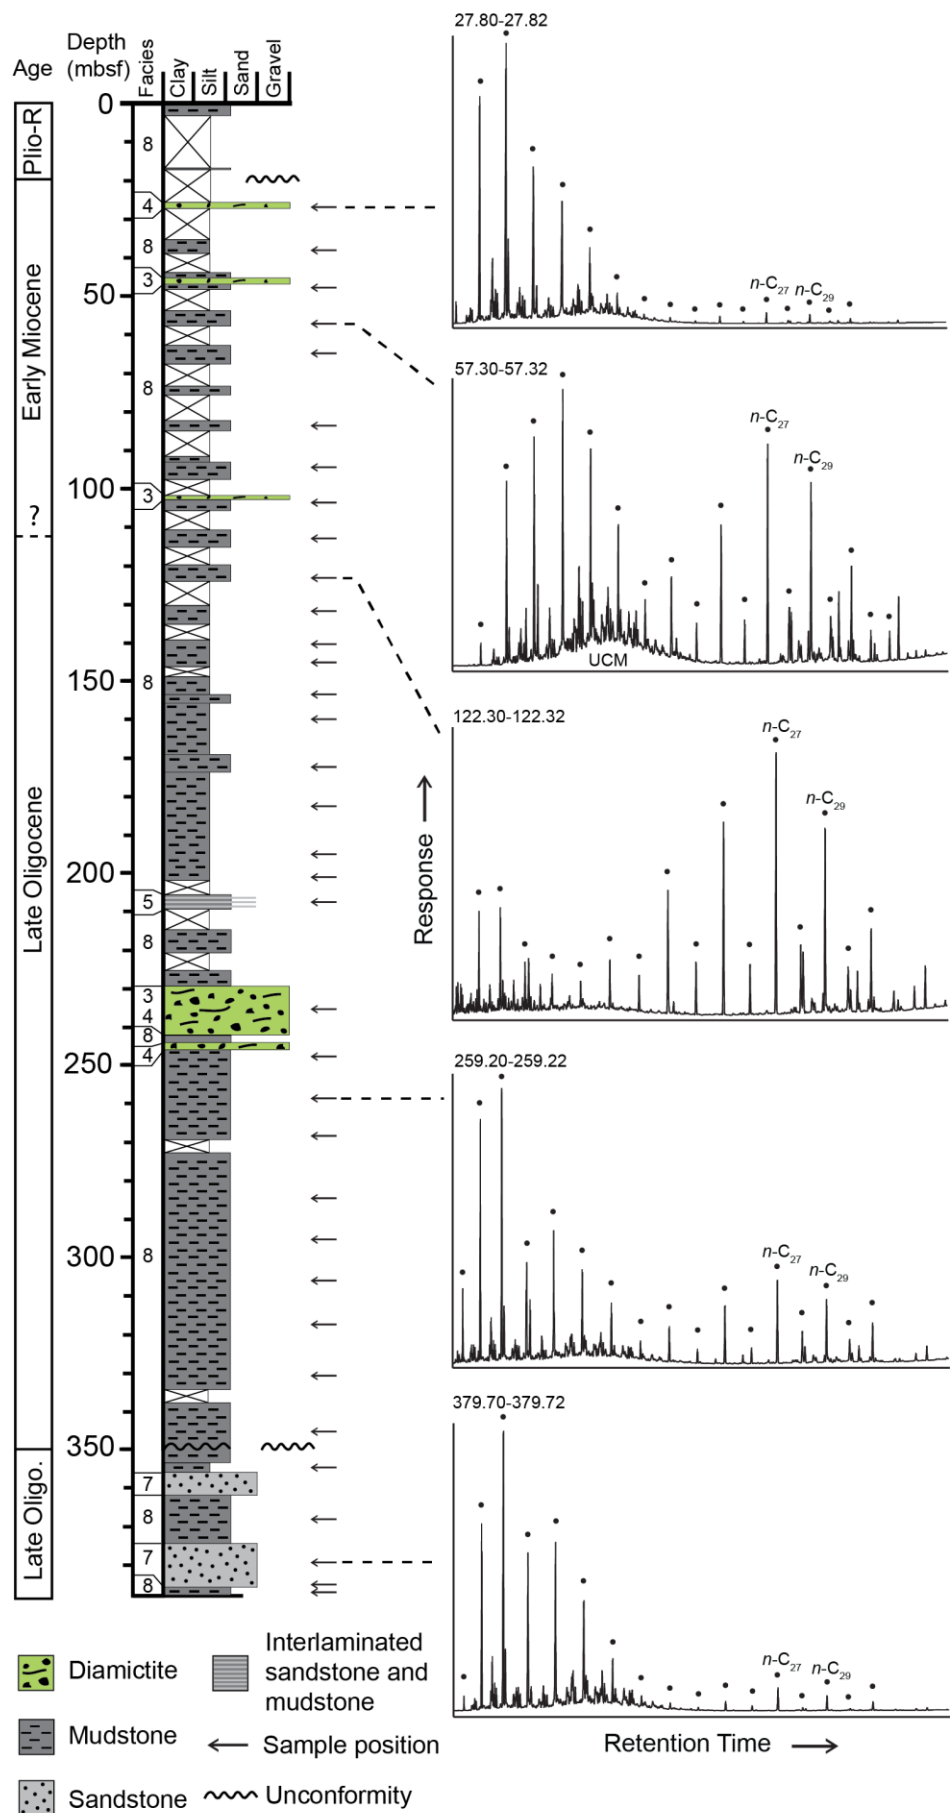 Age
Depth
(mbsf)
Facies
Clay
Silt
Sand
Gravel
0
50
100
150
200
250
300
350
Plio-R
Early Miocene
?
Late Oligocene
Late Oligo.
8
4
8
3
8
3
8
5
8
3
4
8
4
8
7
8
7
8
27.80-27.82
n-C27
n-C29
57.30-57.32
n-C27
n-C29
UCM
122.30-122.32
n-C27
n-C29
Response
259.20-259.22
n-C27
n-C29
379.70-379.72
n-C27
n-C29
Retention Time
Diamictite
Mudstone
Sandstone
Interlaminated
sandstone and
mudstone
Sample position
Unconformity